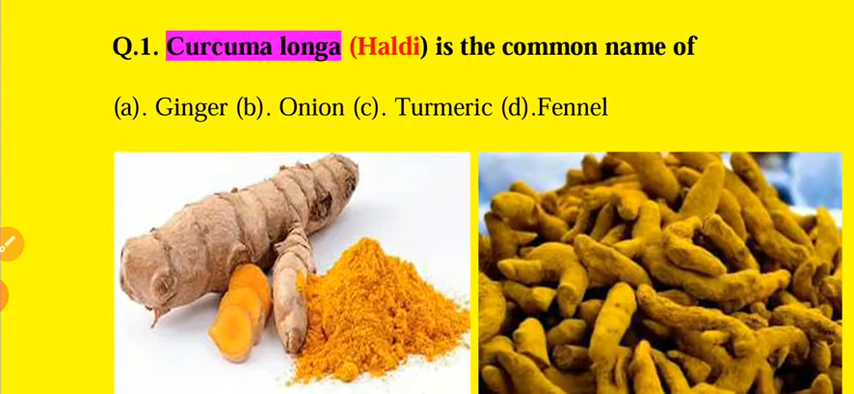 Q.1. Curcuma longa (Haldi) is the common name of
(a). Ginger (b). Onion (c). Turmeric (d).Fennel